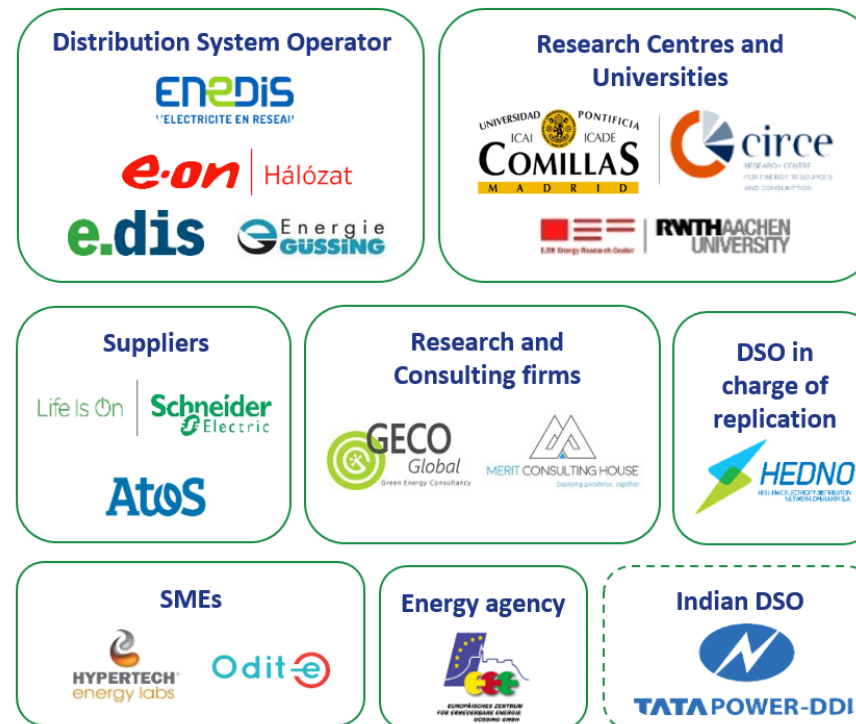 Distribution System Operator
ENEDIS
L'ELECTRICITE EN RESEAU
e·on | Hálózat
e.dis
Energie
GÜSSING
Research Centres and
Universities
UNIVERSIDAD PONTIFICIA
ICAI ICADE
COMILLAS
MADRID
circe
RESEARCH CENTRE
FOR ENERGY RESOURCES
AND CONSUMPTION
E.ON Energy Research Center
RWTH AACHEN
UNIVERSITY
Suppliers
Life Is On
Schneider
Electric
Atos
Research and
Consulting firms
GECO
Global
Green Energy Consultancy
MERIT CONSULTING HOUSE
Deploying Excellence. Together.
DSO in
charge of
replication
HEDNO
HELLENIC ELECTRICITY DISTRIBUTION
NETWORK OPERATOR S.A.
SMEs
HYPERTECH
energy labs
Odit-e
Energy agency
EUROPÄISCHES ZENTRUM
FÜR ERNEUERBARE ENERGIE
GÜSSING GMBH
Indian DSO
TATA POWER-DDL